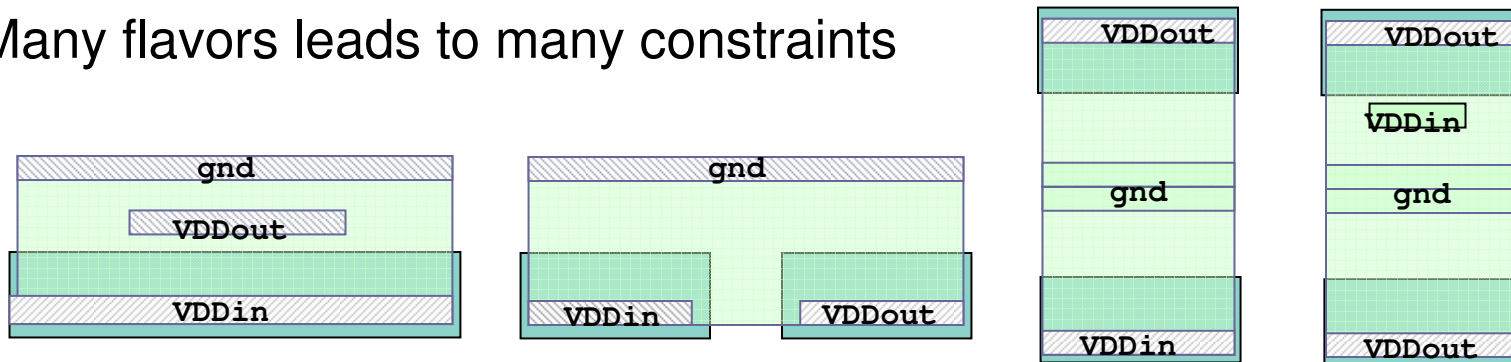 Many flavors leads to many constraints
gnd
VDDout
VDDin
gnd
VDDin
VDDout
VDDout
gnd
VDDin
VDDout
VDDin
gnd
VDDout